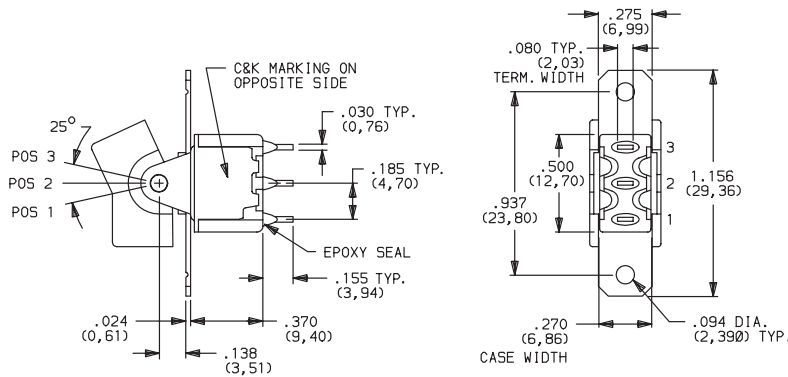 C&K MARKING ON
OPPOSITE SIDE
.030 TYP.
(0,76)
25°
POS 3
POS 2
POS 1
.185 TYP.
(4,70)
EPOXY SEAL
.155 TYP.
(3,94)
.024
(0,61)
.370
(9,40)
.138
(3,51)
.275
(6,99)
.080 TYP.
(2,03)
TERM. WIDTH
3
.500
(12,70)
2
1.156
(29,36)
.937
(23,80)
1
.270
(6,86)
CASE WIDTH
.094 DIA.
(2,39Ø) TYP.